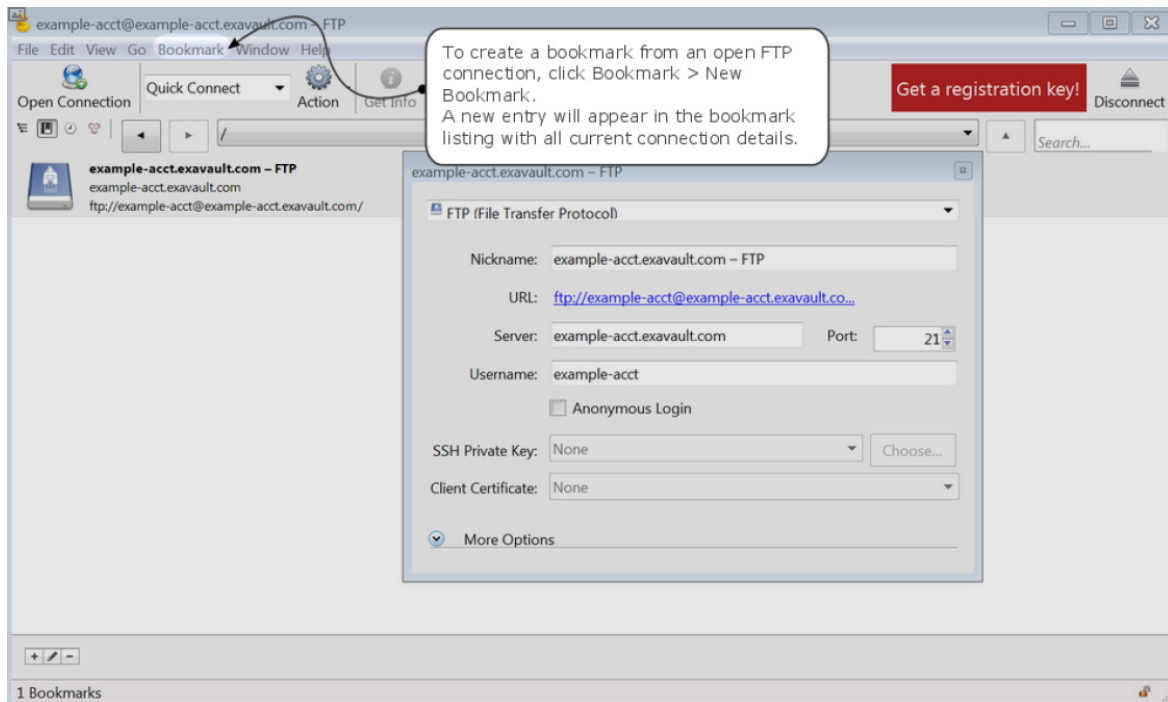 example-acct@example-acct.exavault.com – FTP
File Edit View Go Bookmark Window Help
Open Connection
Quick Connect
Action
Get Info
Get a registration key!
Disconnect
To create a bookmark from an open FTP
connection, click Bookmark > New
Bookmark.
A new entry will appear in the bookmark
listing with all current connection details.
/
Search...
example-acct.exavault.com – FTP
example-acct.exavault.com
ftp://example-acct@example-acct.exavault.com/
example-acct.exavault.com – FTP
FTP (File Transfer Protocol)
Nickname: example-acct.exavault.com – FTP
URL: ftp://example-acct@example-acct.exavault.co...
Server: example-acct.exavault.com Port: 21
Username: example-acct
Anonymous Login
SSH Private Key: None Choose...
Client Certificate: None
More Options
1 Bookmarks